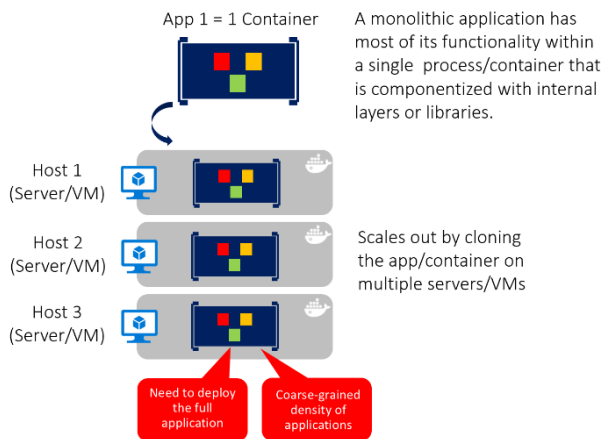 App 1 = 1 Container
A monolithic application has
most of its functionality within
a single process/container that
is componentized with internal
layers or libraries.
Host 1
(Server/VM)
Host 2
(Server/VM)
Scales out by cloning
the app/container on
multiple servers/VMs
Host 3
(Server/VM)
Need to deploy
the full
application
Coarse-grained
density of
applications